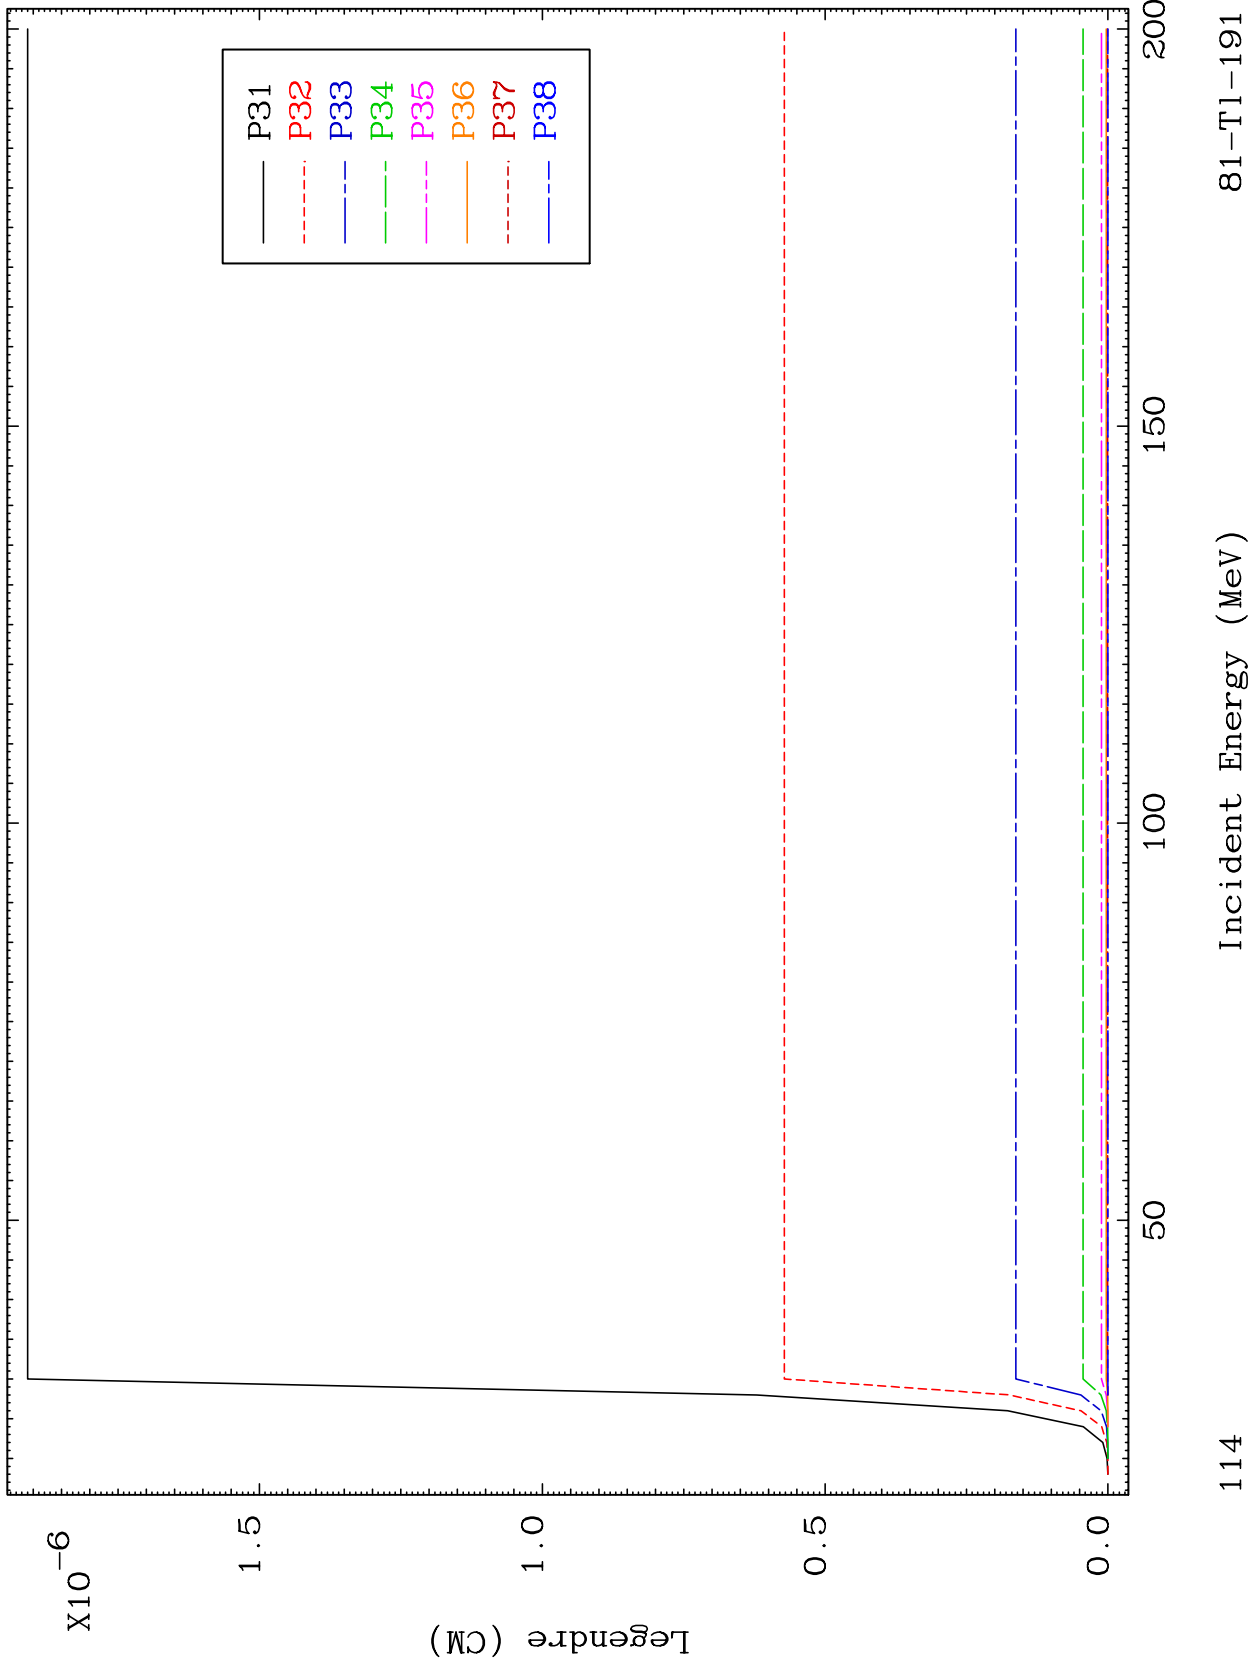 X10-6
Legendre (CM)
1.5
1.0
0.5
0.0
P31
P32
P33
P34
P35
P36
P37
P38
50
100
150
200
Incident Energy (MeV)
114
81-Tl-191